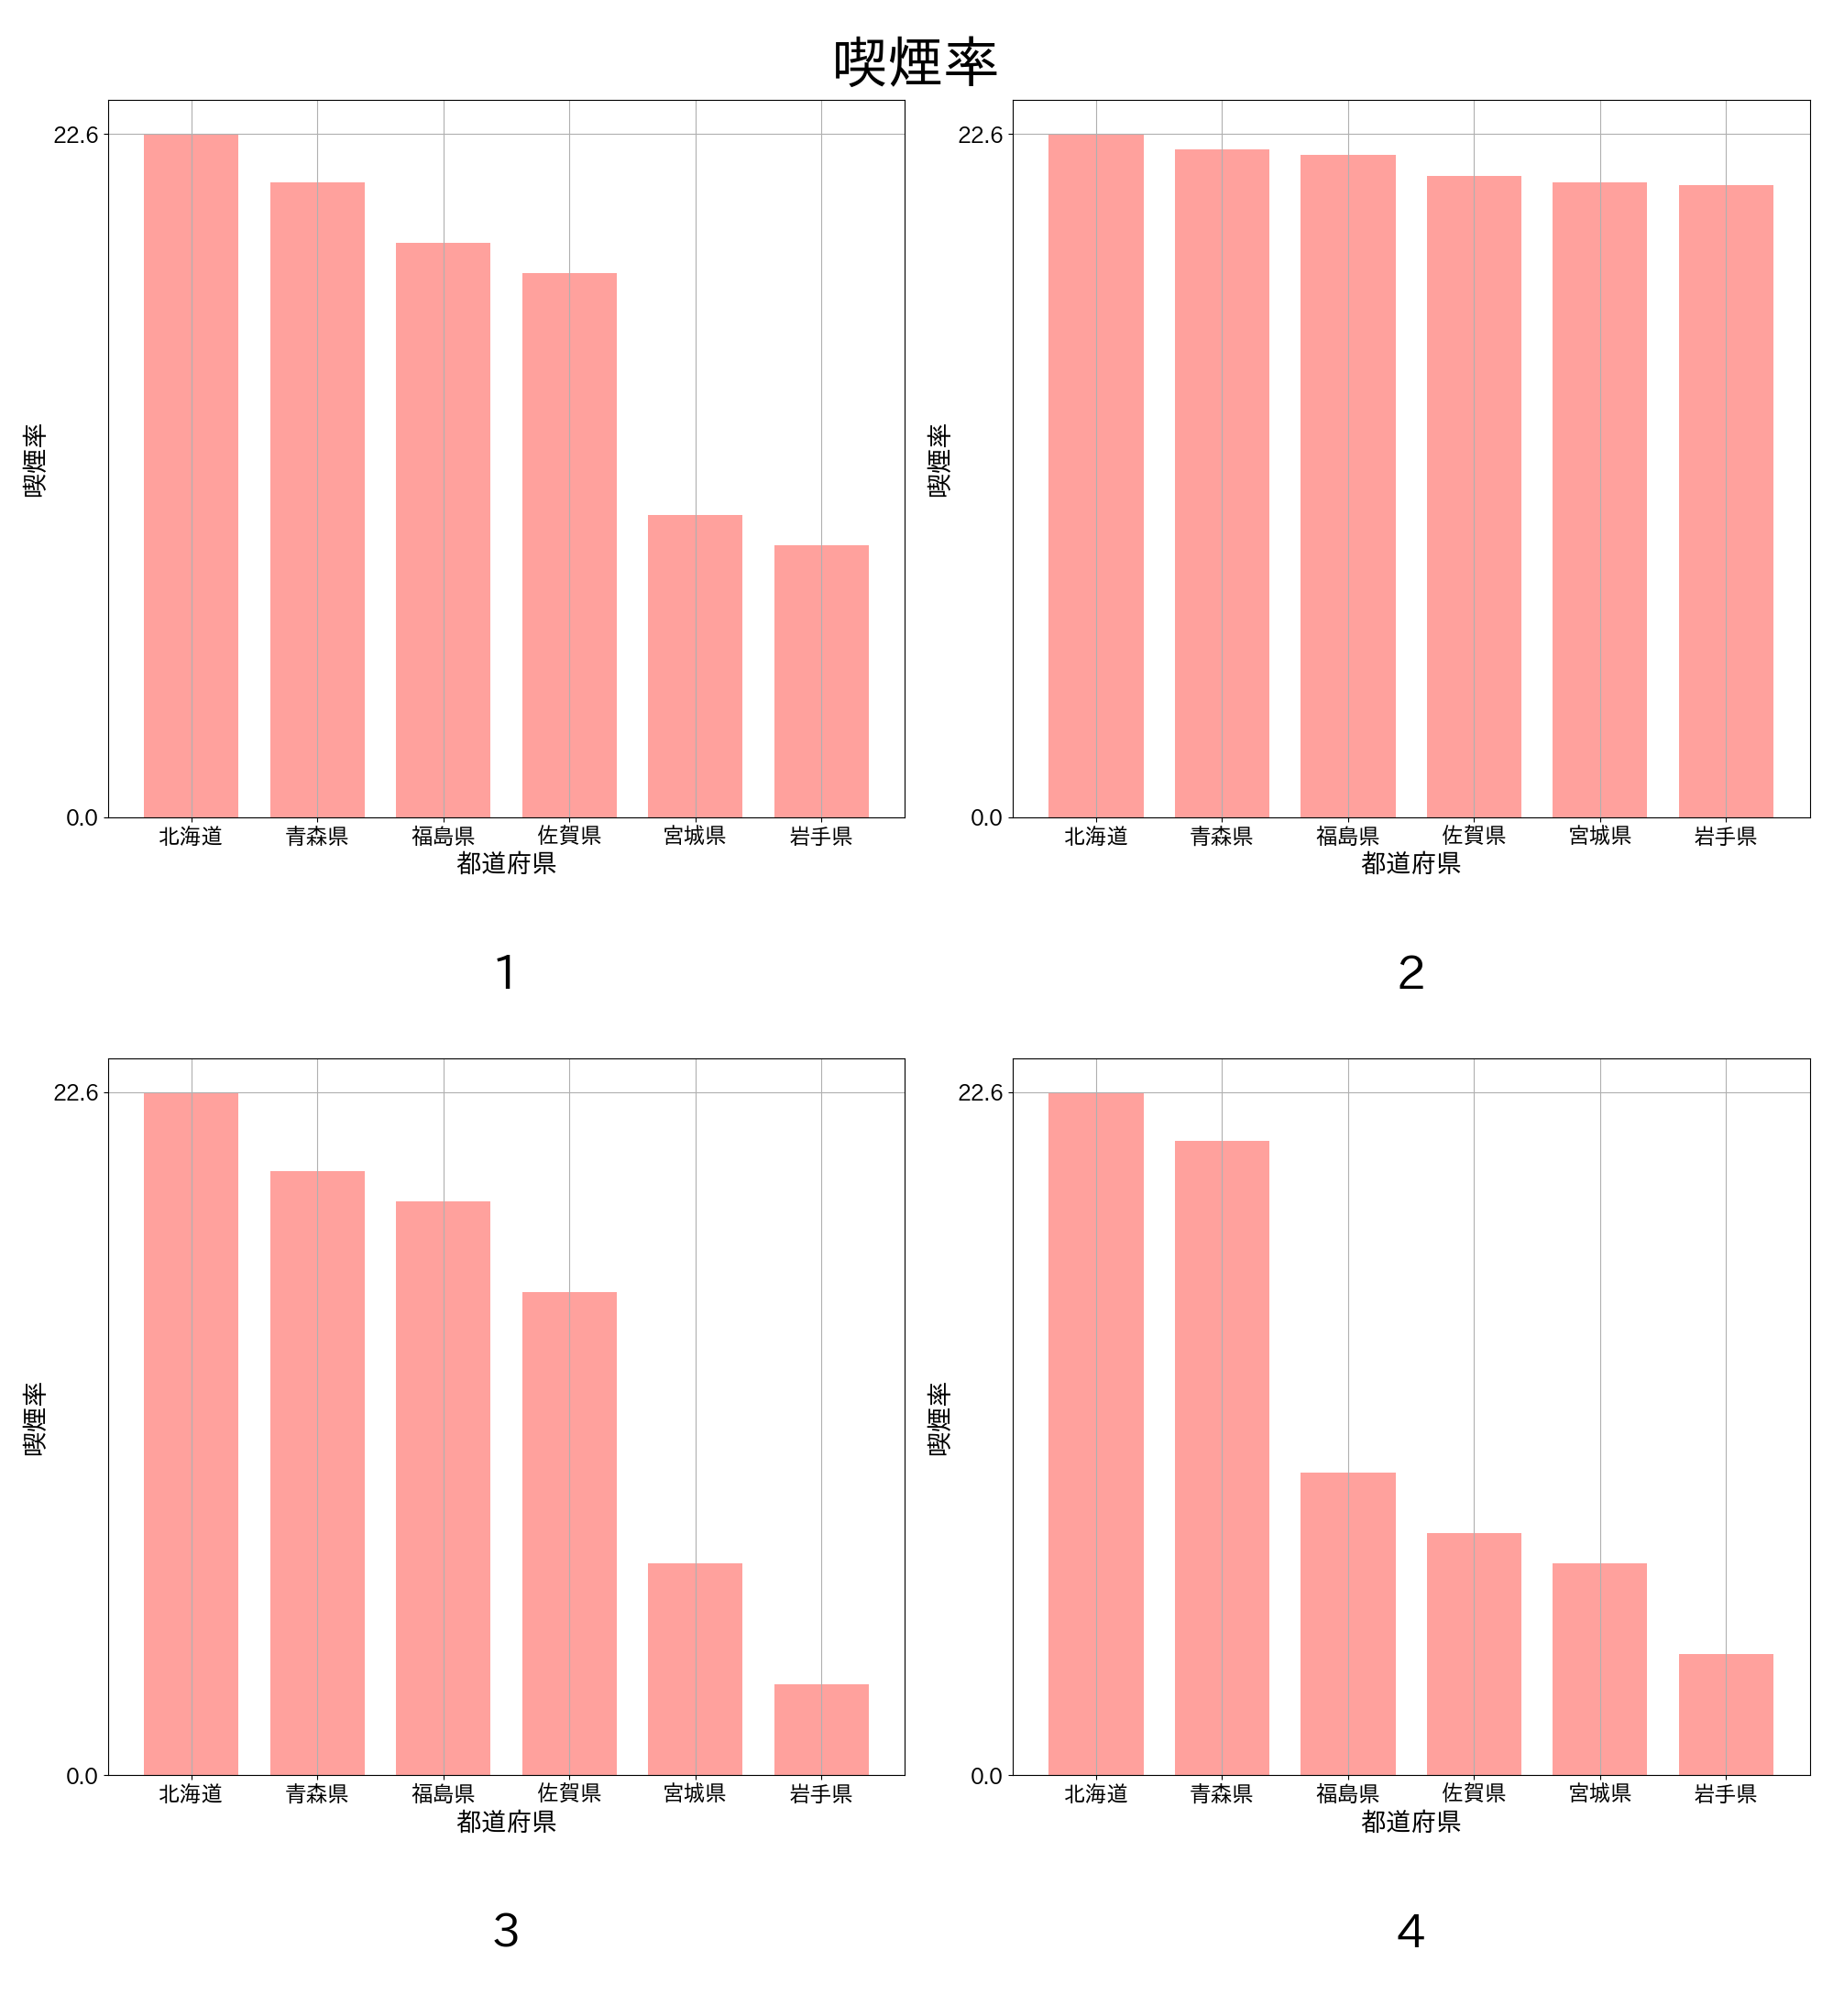 喫煙率
22.6
喫煙率
0.0
北海道 青森県 福島県 佐賀県 宮城県 岩手県
都道府県
1
22.6
喫煙率
0.0
北海道 青森県 福島県 佐賀県 宮城県 岩手県
都道府県
2
22.6
喫煙率
0.0
北海道 青森県 福島県 佐賀県 宮城県 岩手県
都道府県
3
22.6
喫煙率
0.0
北海道 青森県 福島県 佐賀県 宮城県 岩手県
都道府県
4